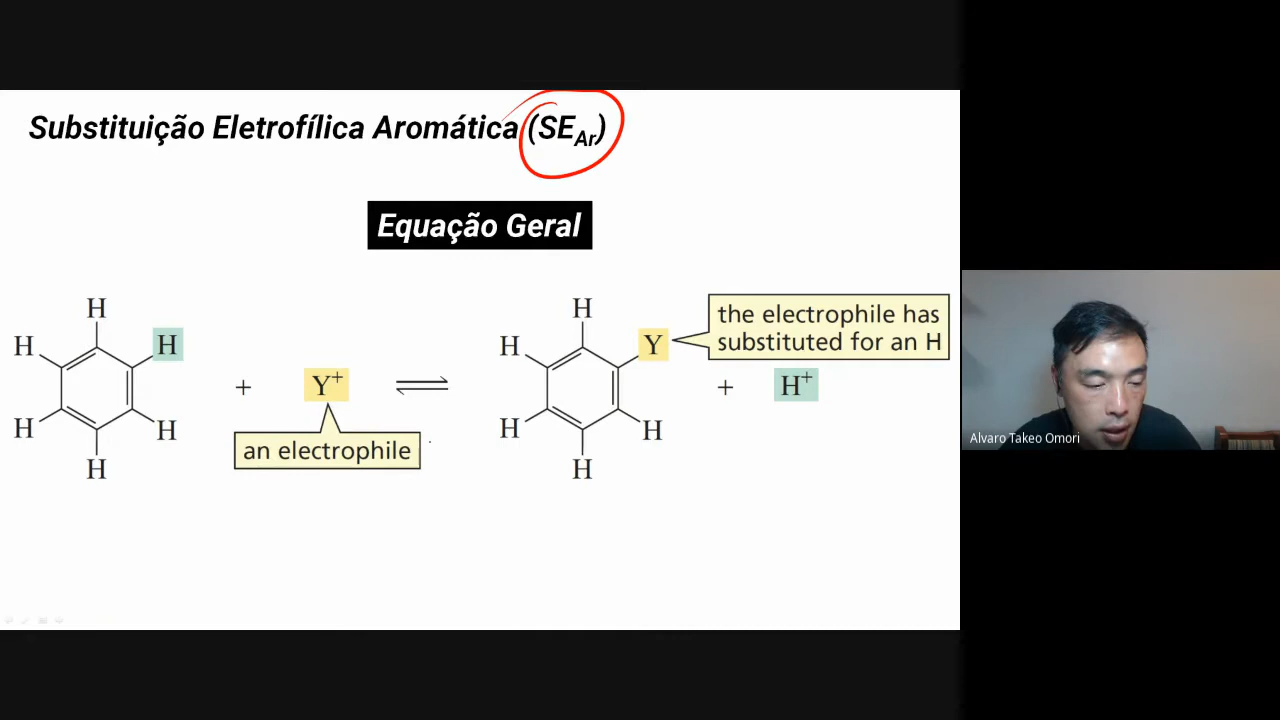 Substituição Eletrofílica Aromática (SEAr)
Equação Geral
H
H
H
H
H
H
+
Y+
⇌
an electrophile
H
H
Y
H
H
H
the electrophile has
substituted for an H
+
H+
Alvaro Takeo Omori